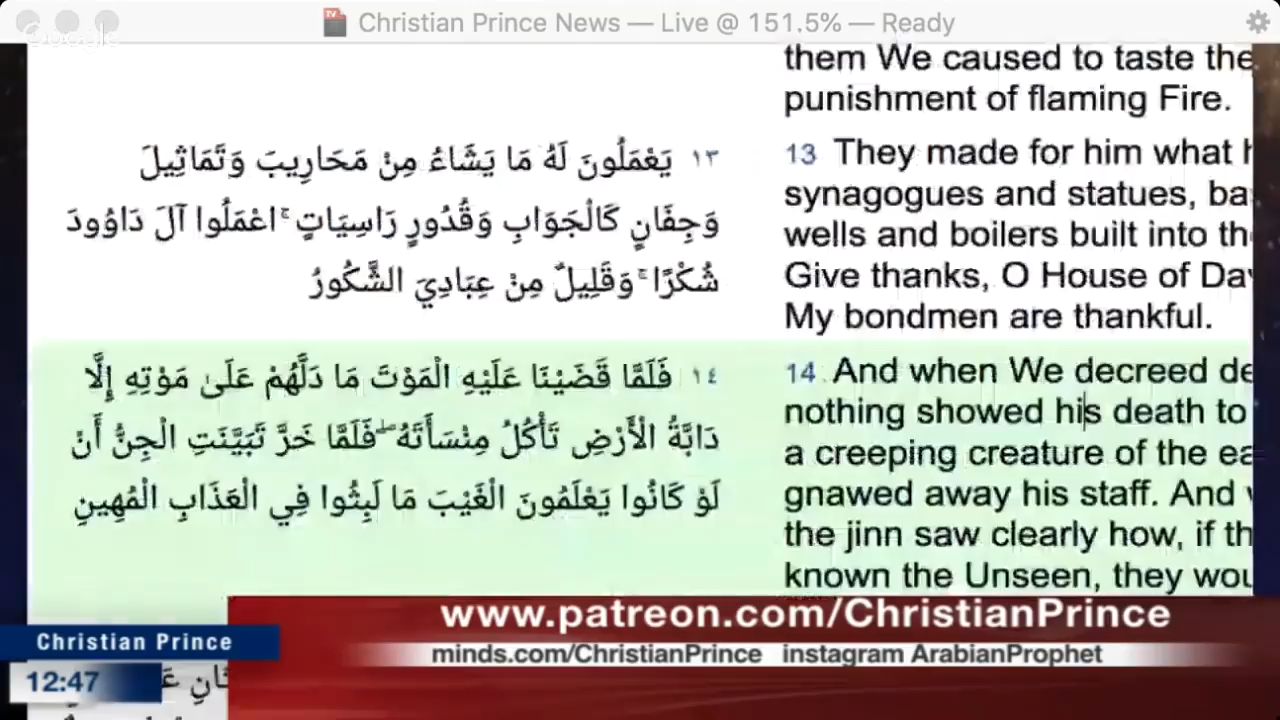 Christian Prince News — Live @ 151.5% — Ready
Google
them We caused to taste the
punishment of flaming Fire.
١٣ يَعْمَلُونَ لَهُ مَا يَشَاءُ مِنْ مَحَارِيبَ وَتَمَاثِيلَ
وَجِفَانٍ كَالْجَوَابِ وَقُدُورٍ رَاسِيَاتٍ ۚ اعْمَلُوا آلَ دَاوُودَ
شُكْرًا ۚ وَقَلِيلٌ مِنْ عِبَادِيَ الشَّكُورُ
13 They made for him what h
synagogues and statues, ba
wells and boilers built into th
Give thanks, O House of Dav
My bondmen are thankful.
١٤ فَلَمَّا قَضَيْنَا عَلَيْهِ الْمَوْتَ مَا دَلَّهُمْ عَلَىٰ مَوْتِهِ إِلَّا
دَابَّةُ الْأَرْضِ تَأْكُلُ مِنْسَأَتَهُ ۖ فَلَمَّا خَرَّ تَبَيَّنَتِ الْجِنُّ أَنْ
لَوْ كَانُوا يَعْلَمُونَ الْغَيْبَ مَا لَبِثُوا فِي الْعَذَابِ الْمُهِينِ
14 And when We decreed de
nothing showed his death to
a creeping creature of the ea
gnawed away his staff. And
the jinn saw clearly how, if th
known the Unseen, they wou
www.patreon.com/ChristianPrince
Christian Prince
minds.com/ChristianPrince instagram ArabianProphet
12:47